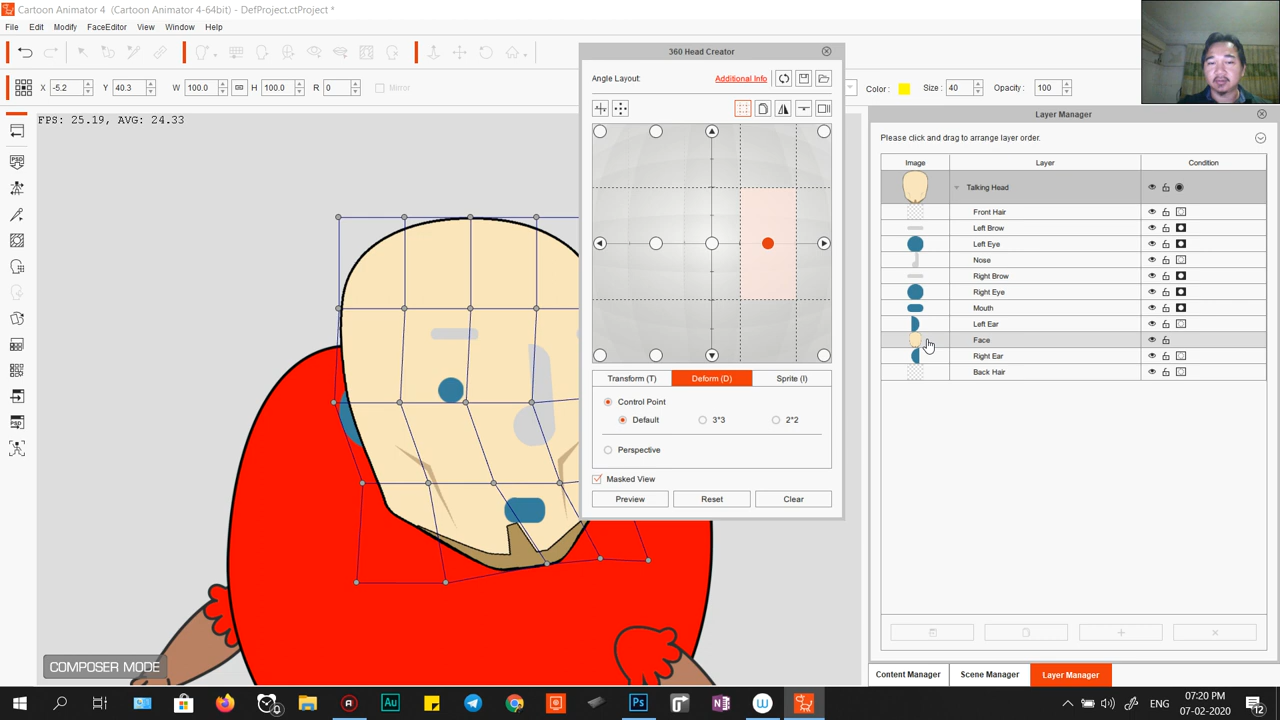 Cartoon Animator 4 (Cartoon Animator 4-64bit) - DefProject.ctProject *
File Edit Modify FaceEditor View Window Help
X -5.2 Y 40.3 W 100.0 H 100.0 R 0 Mirror Color: Size: 40 Opacity: 100
FPS: 25.19, AVG: 24.33
360 Head Creator
Angle Layout: Additional Info
Transform (T) Deform (D) Sprite (I)
Control Point
Default 3*3 2*2
Perspective
Masked View
Preview Reset Clear
Layer Manager
Please click and drag to arrange layer order.
Image Layer Condition
Talking Head
Front Hair
Left Brow
Left Eye
Nose
Right Brow
Right Eye
Mouth
Left Ear
Face
Right Ear
Back Hair
Content Manager Scene Manager Layer Manager
COMPOSER MODE
ENG
07:20 PM
07-02-2020
12